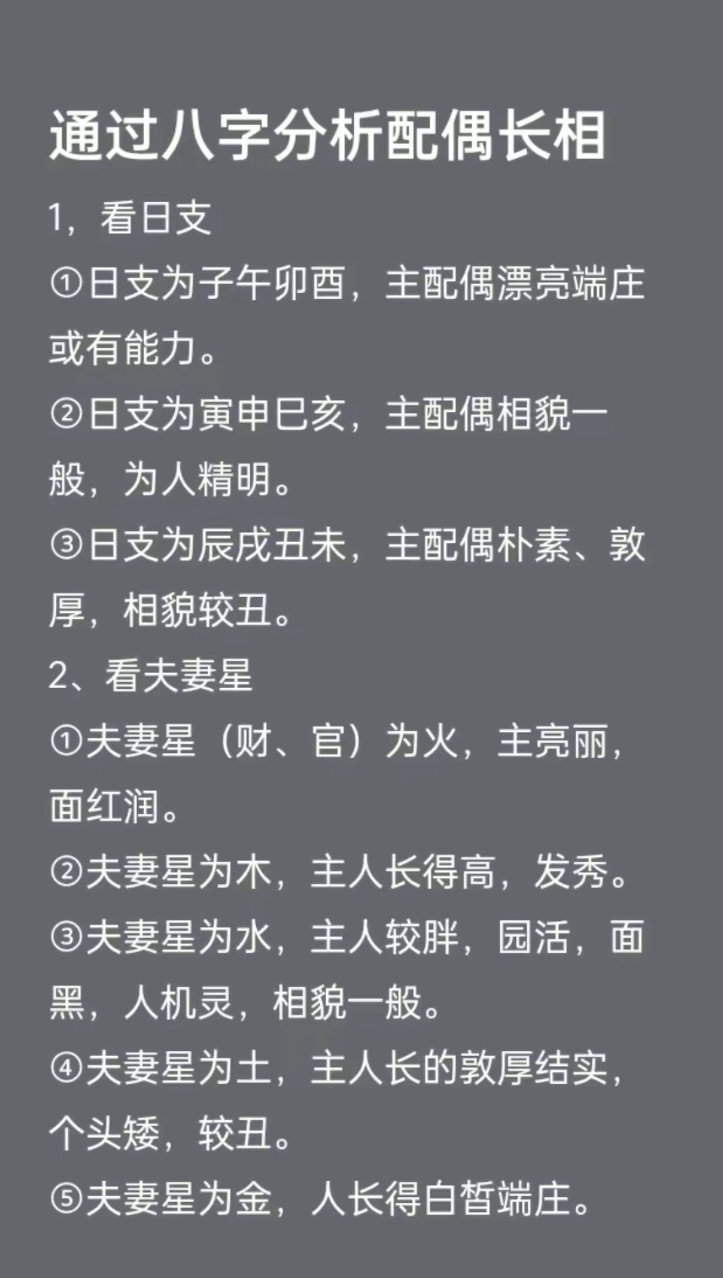 通过八字分析配偶长相
1，看日支
①日支为子午卯酉，主配偶漂亮端庄
或有能力。
②日支为寅申巳亥，主配偶相貌一
般，为人精明。
③日支为辰戌丑未，主配偶朴素、敦
厚，相貌较丑。
2、看夫妻星
①夫妻星（财、官）为火，主亮丽，
面红润。
②夫妻星为木，主人长得高，发秀。
③夫妻星为水，主人较胖，园活，面
黑，人机灵，相貌一般。
④夫妻星为土，主人长的敦厚结实，
个头矮，较丑。
⑤夫妻星为金，人长得白皙端庄。